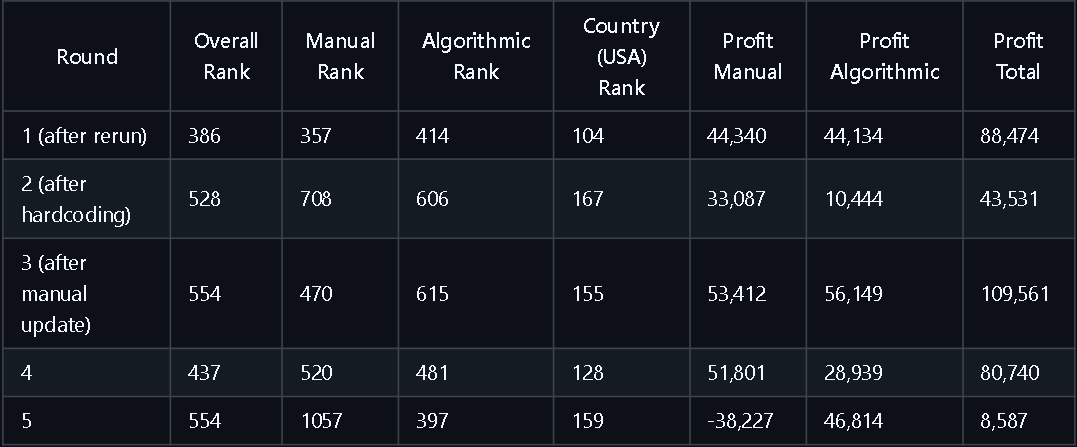 Round Overall Rank Manual Rank Algorithmic Rank Country (USA) Rank Profit Manual Profit Algorithmic Profit Total
1 (after rerun) 386 357 414 104 44,340 44,134 88,474
2 (after hardcoding) 528 708 606 167 33,087 10,444 43,531
3 (after manual update) 554 470 615 155 53,412 56,149 109,561
4 437 520 481 128 51,801 28,939 80,740
5 554 1057 397 159 -38,227 46,814 8,587